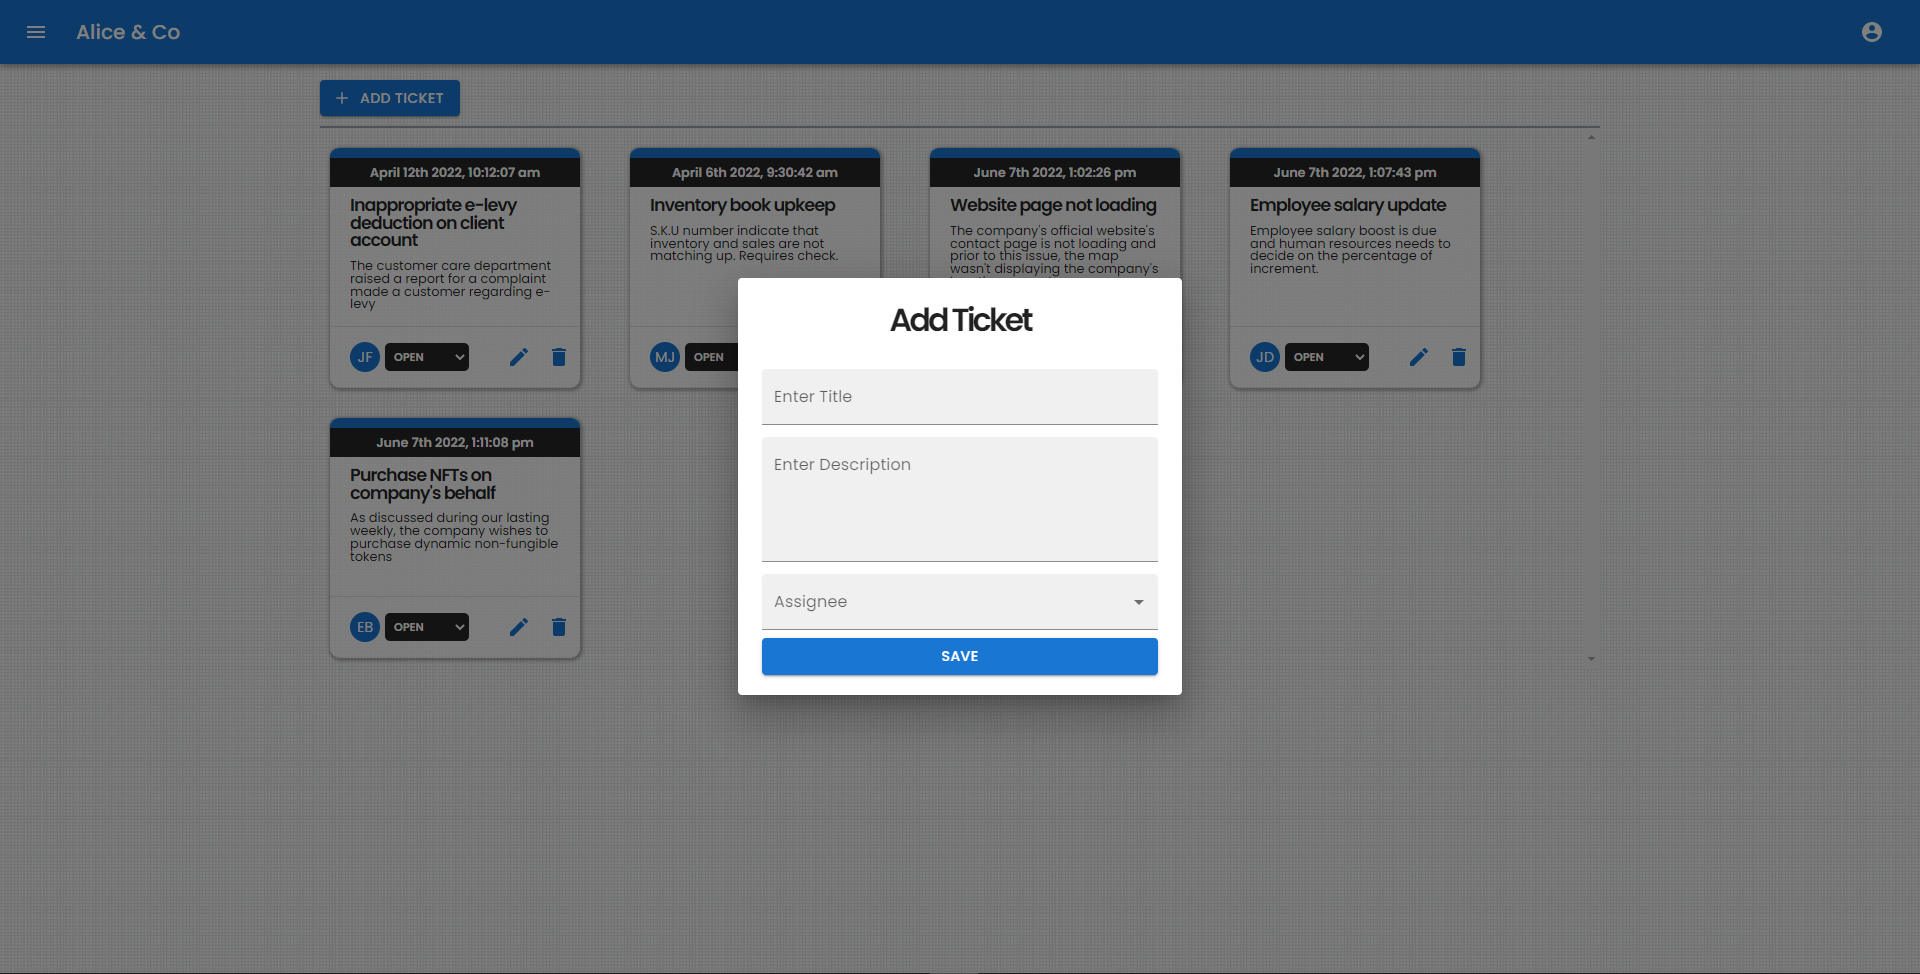 Alice & Co
ADD TICKET
April 12th 2022, 10:12:07 am
Inappropriate e-levy
deduction on client
account
The customer care department
raised a report for a complaint
made a customer regarding e-
levy
JF
OPEN
April 6th 2022, 9:30:42 am
Inventory book upkeep
S.K.U number indicate that
inventory and sales are not
matching up. Requires check.
MJ
OPEN
June 7th 2022, 1:02:26 pm
Website page not loading
The company's official website's
contact page is not loading and
prior to this issue, the map
wasn't displaying the company's
June 7th 2022, 1:07:43 pm
Employee salary update
Employee salary boost is due
and human resources needs to
decide on the percentage of
increment.
JD
OPEN
June 7th 2022, 1:11:08 pm
Purchase NFTs on
company's behalf
As discussed during our lasting
weekly, the company wishes to
purchase dynamic non-fungible
tokens
EB
OPEN
Add Ticket
Enter Title
Enter Description
Assignee
SAVE